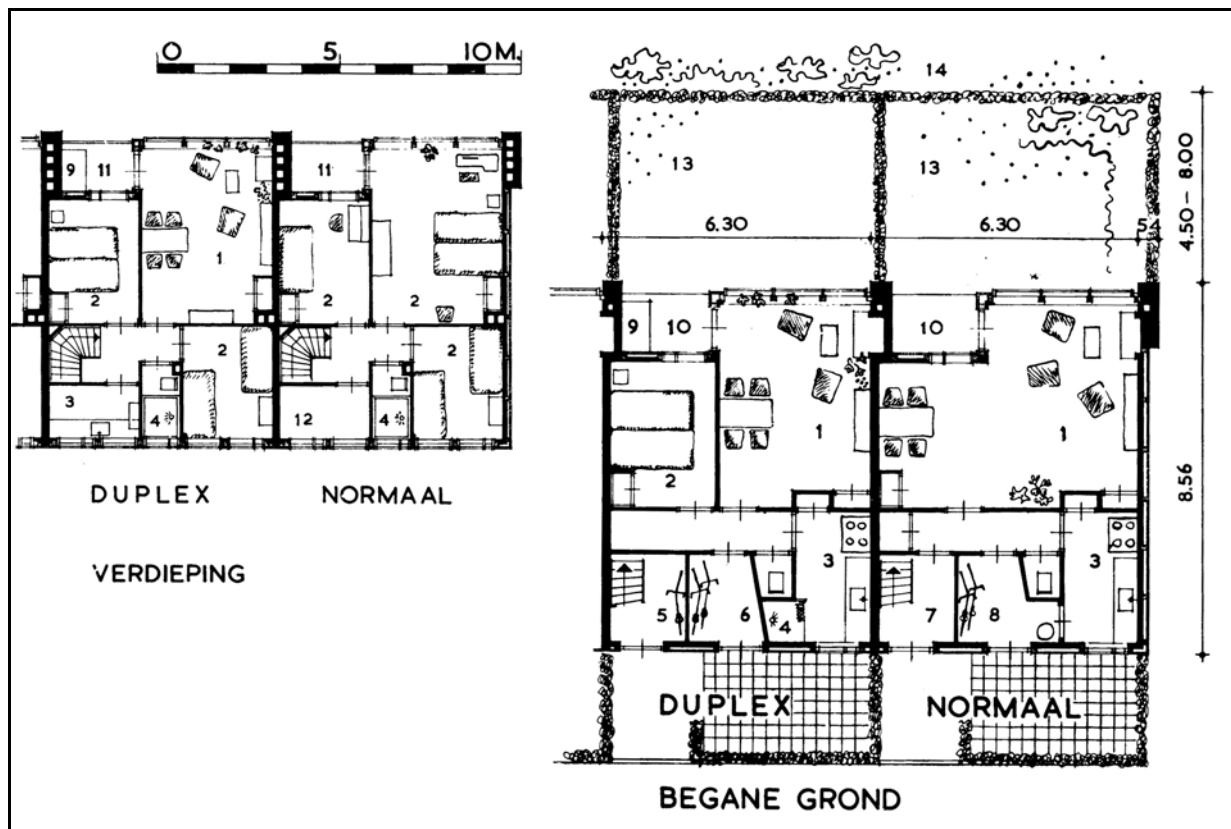 0 5 10 M.
14
13 13
6.30 6.30 5
4.50 - 8.00
9 11 11
1
2 2 2
2 2
3 4 12 4
DUPLEX NORMAAL
VERDIEPING
9 10 10
1 1
2
3 3
5 6 4 7 8
8.56
DUPLEX NORMAAL
BEGANE GROND